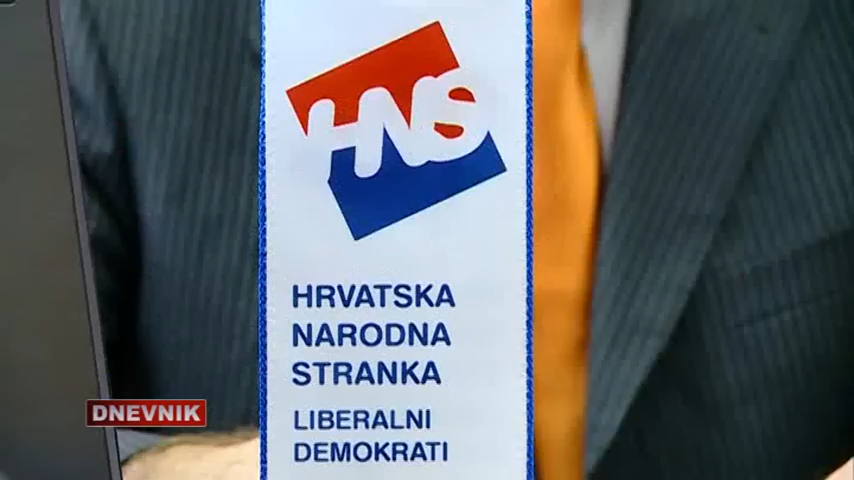 HNS
HRVATSKA
NARODNA
STRANKA
LIBERALNI
DEMOKRATI
DNEVNIK